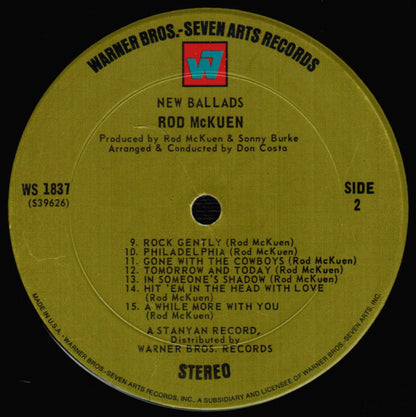 WARNER BROS.-SEVEN ARTS RECORDS
W7
NEW BALLADS
ROD McKUEN
Produced by Rod McKuen & Sonny Burke
Arranged & Conducted by Don Costa
WS 1837
(S39626)
SIDE
2
9. ROCK GENTLY (Rod McKuen)
10. PHILADELPHIA (Rod McKuen)
11. GONE WITH THE COWBOYS (Rod McKuen)
12. TOMORROW AND TODAY (Rod McKuen)
13. IN SOMEONE'S SHADOW (Rod McKuen)
14. HIT 'EM IN THE HEAD WITH LOVE
(Rod McKuen)
15. A WHILE MORE WITH YOU
(Rod McKuen)
A STANYAN RECORD,
Distributed by
WARNER BROS. RECORDS
STEREO
MADE IN U.S.A. WARNER BROS.-SEVEN ARTS RECORDS, INC., A SUBSIDIARY AND LICENSEE OF WARNER BROS.-SEVEN ARTS, INC.